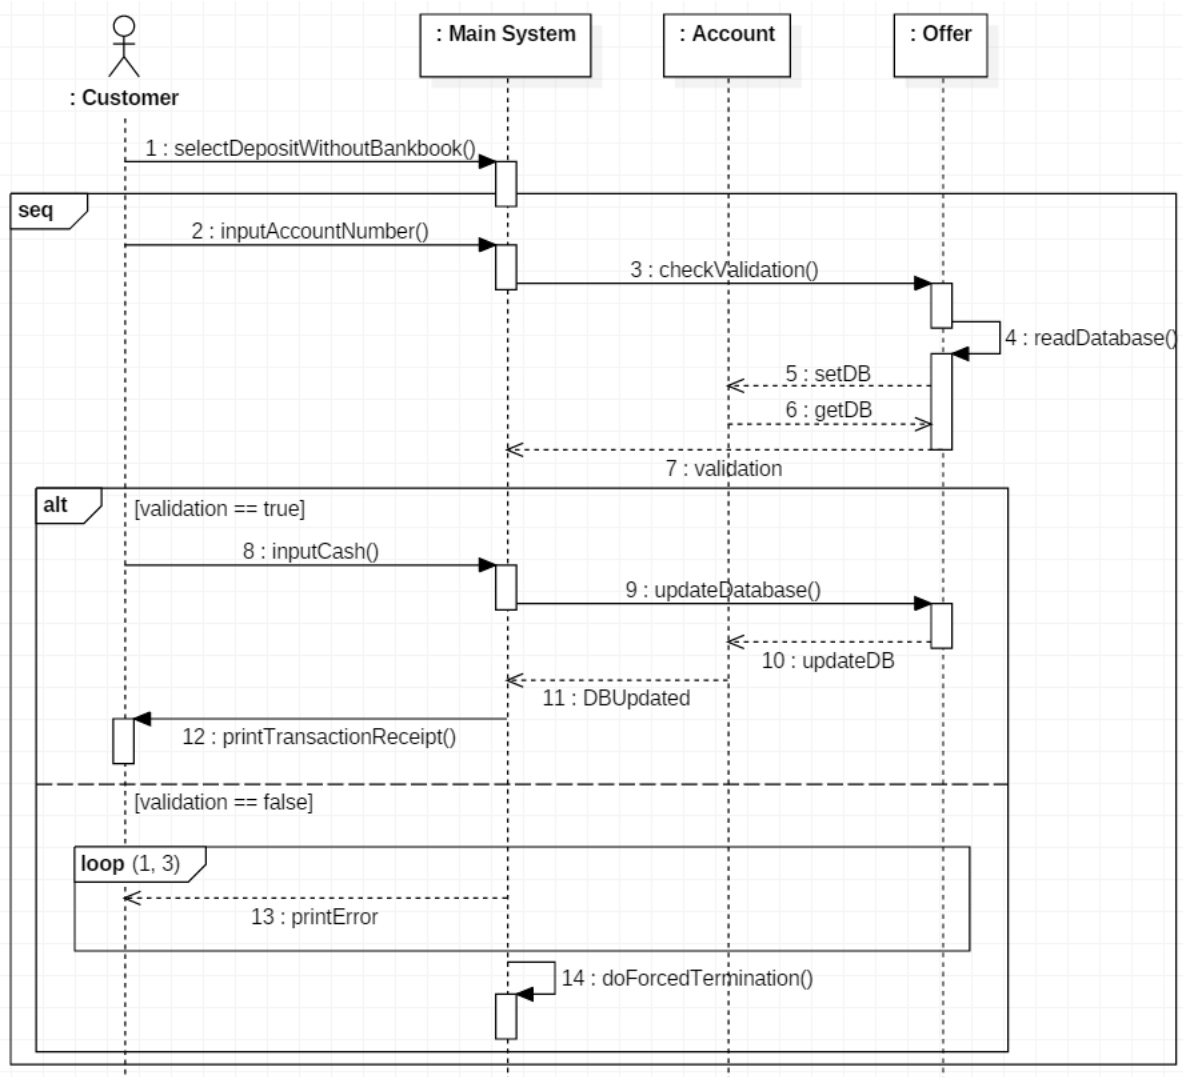 : Main System
: Account
: Offer
: Customer
1 : selectDepositWithoutBankbook()
seq
2 : inputAccountNumber()
3 : checkValidation()
4 : readDatabase()
5 : setDB
6 : getDB
7 : validation
alt
[validation == true]
8 : inputCash()
9 : updateDatabase()
10 : updateDB
11 : DBUpdated
12 : printTransactionReceipt()
[validation == false]
loop (1, 3)
13 : printError
14 : doForcedTermination()